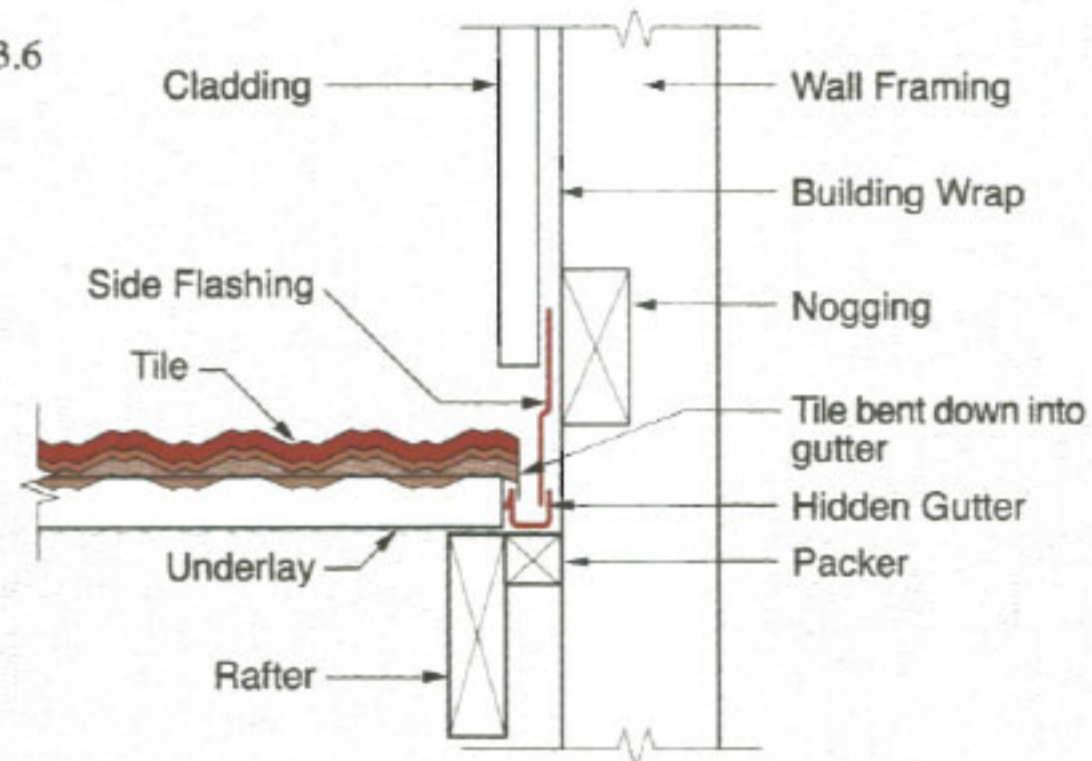 3.6
Cladding
Wall Framing
Building Wrap
Side Flashing
Nogging
Tile
Tile bent down into
gutter
Hidden Gutter
Underlay
Packer
Rafter